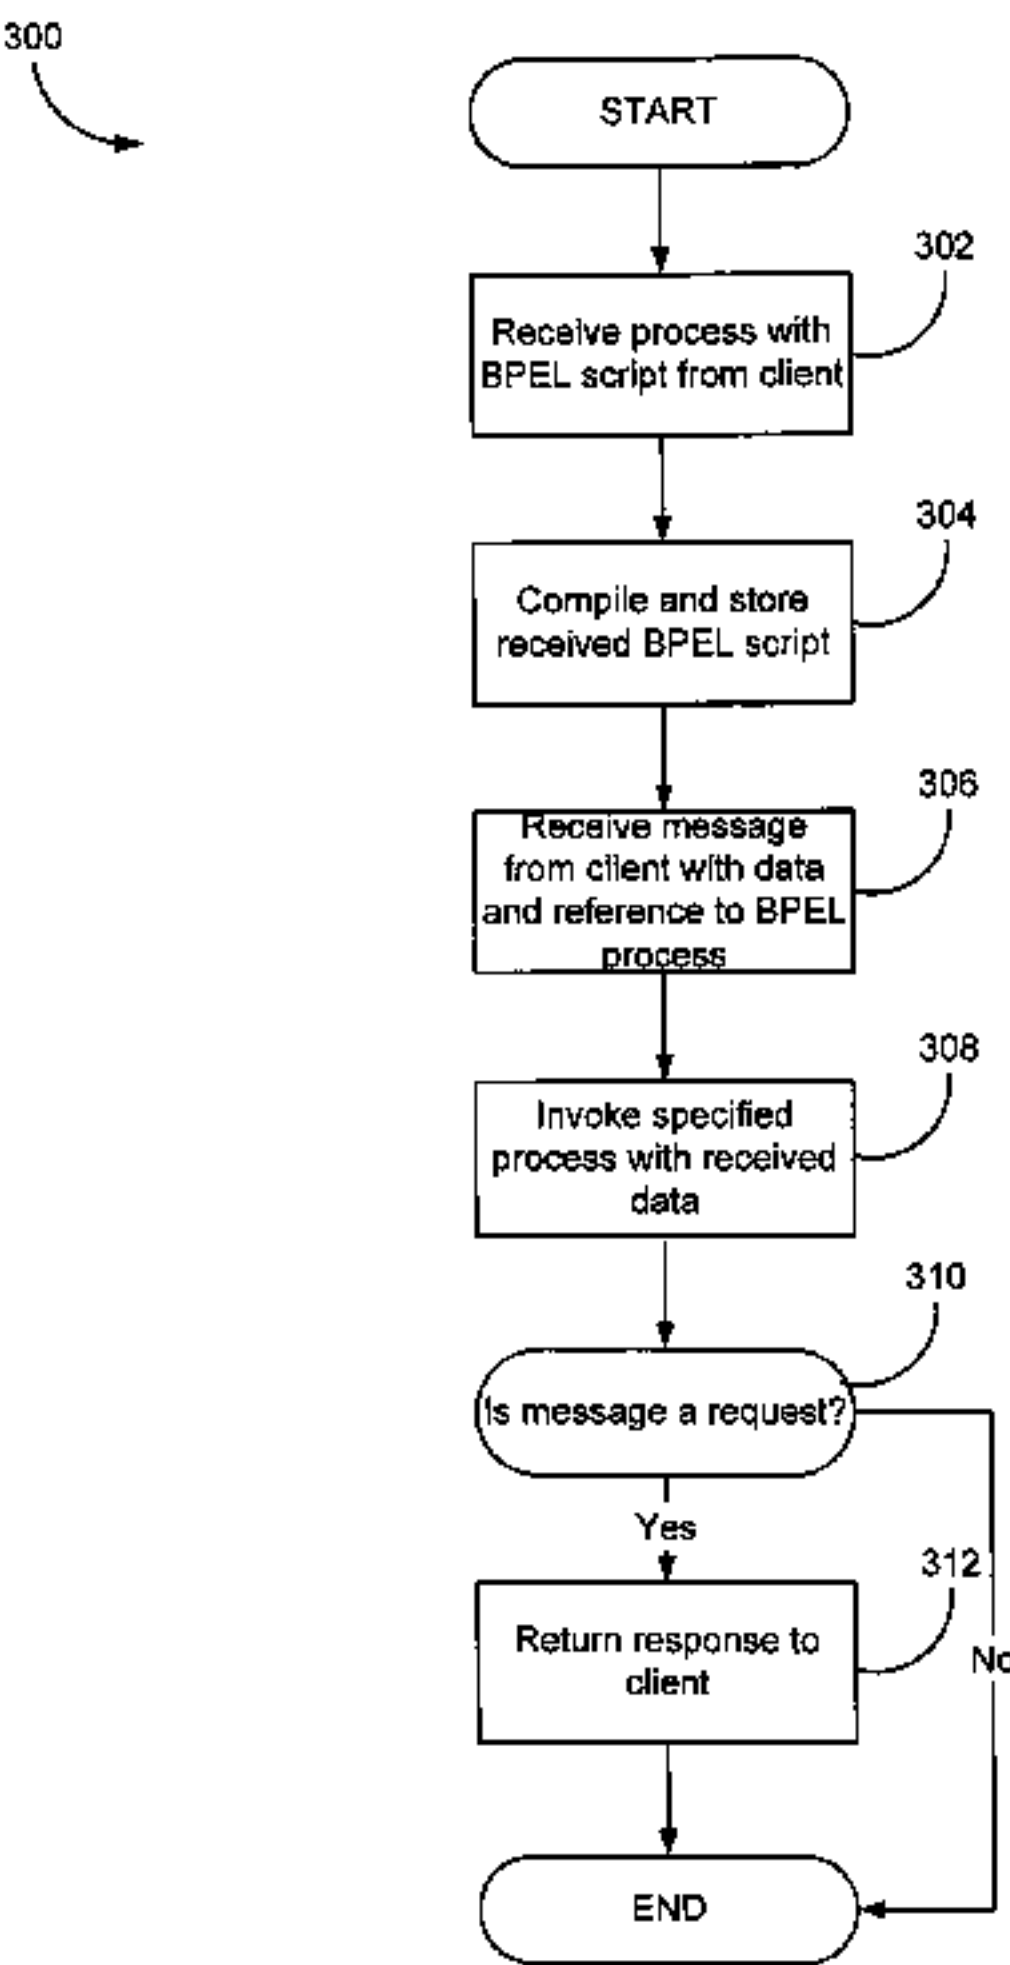 300
START
302
Receive process with
BPEL script from client
304
Compile and store
received BPEL script
306
Receive message
from client with data
and reference to BPEL
process
308
Invoke specified
process with received
data
310
Is message a request?
Yes
312
Return response to
client
No
END